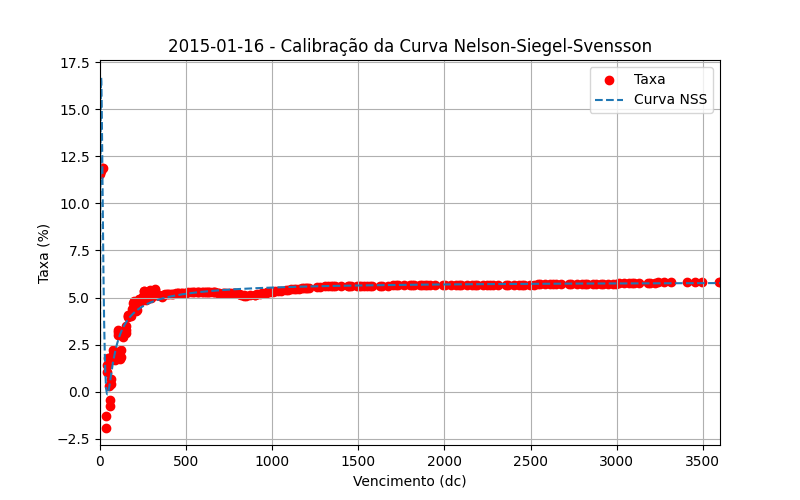 2015-01-16 - Calibração da Curva Nelson-Siegel-Svensson
Taxa
Curva NSS
Taxa (%)
17.5
15.0
12.5
10.0
7.5
5.0
2.5
0.0
−2.5
0 500 1000 1500 2000 2500 3000 3500
Vencimento (dc)